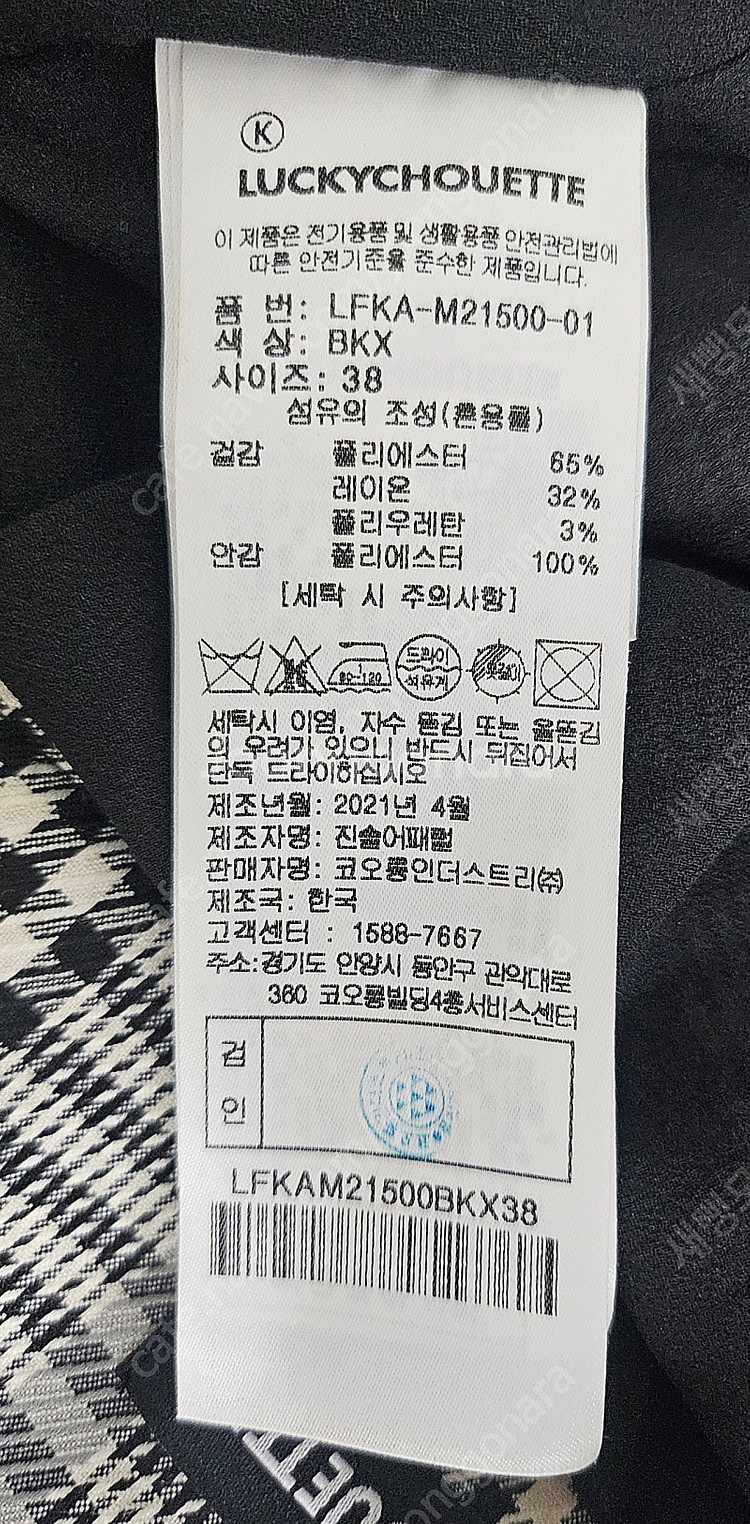 K
LUCKYCHOUETTE
이 제품은 전기용품 및 생활용품 안전관리법에
따른 안전기준을 준수한 제품입니다.
품 번: LFKA-M21500-01
색 상: BKX
사이즈: 38
섬유의 조성(혼용률)
겉감 폴리에스터 65%
레이온 32%
폴리우레탄 3%
안감 폴리에스터 100%
[세탁 시 주의사항]
1
80~120
드라이
석유계
옷걸이
세탁시 이염, 자수 뜯김 또는 올뜯김
의 우려가 있으니 반드시 뒤집어서
단독 드라이하십시오
제조년월: 2021년 4월
제조자명: 진솔어패럴
판매자명: 코오롱인더스트리(주)
제조국: 한국
고객센터 : 1588-7667
주소:경기도 안양시 동안구 관악대로
360 코오롱빌딩4층서비스센터
검
인
LFKAM21500BKX38